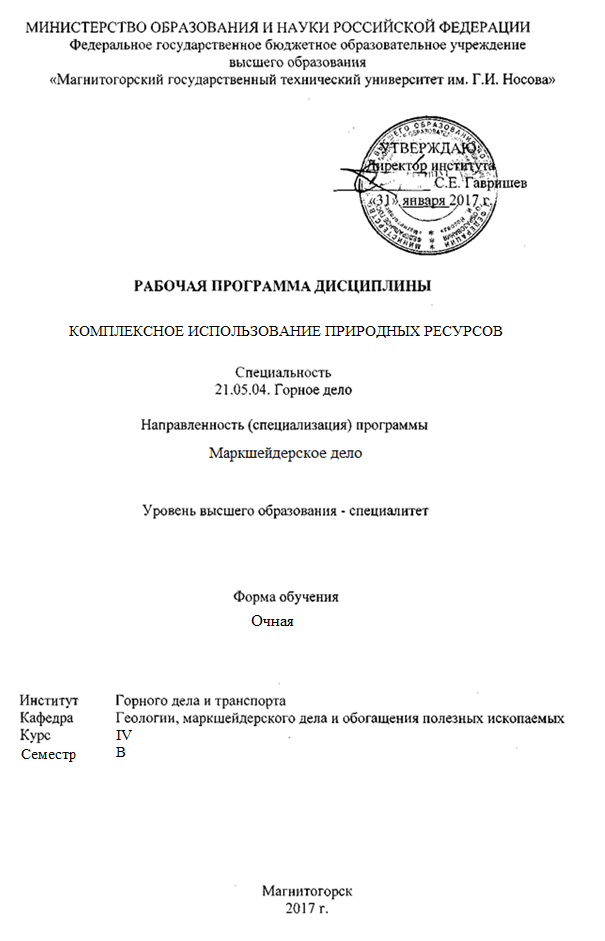 МИНИСТЕРСТВО ОБРАЗОВАНИЯ И НАУКИ РОССИЙСКОЙ ФЕДЕРАЦИИ
Федеральное государственное бюджетное образовательное учреждение
высшего образования
«Магнитогорский государственный технический университет им. Г.И. Носова»
УТВЕРЖДАЮ
Директор института
С.Е. Гавришев
«31» января 2017 г.
РАБОЧАЯ ПРОГРАММА ДИСЦИПЛИНЫ
КОМПЛЕКСНОЕ ИСПОЛЬЗОВАНИЕ ПРИРОДНЫХ РЕСУРСОВ
Специальность
21.05.04. Горное дело
Направленность (специализация) программы
Маркшейдерское дело
Уровень высшего образования - специалитет
Форма обучения
Очная
Институт Горного дела и транспорта
Кафедра Геологии, маркшейдерского дела и обогащения полезных ископаемых
Курс IV
Семестр В
Магнитогорск
2017 г.